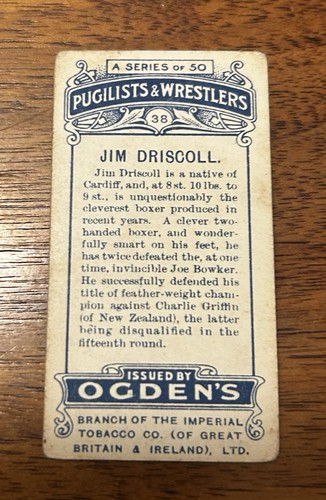 A SERIES OF 50
PUGILISTS & WRESTLERS
38
JIM DRISCOLL.
Jim Driscoll is a native of
Cardiff, and, at 8 st. 10 lbs. to
9 st., is unquestionably the
cleverest boxer produced in
recent years. A clever two-
handed boxer, and wonder-
fully smart on his feet, he
has twice defeated the, at one
time, invincible Joe Bowker.
He successfully defended his
title of feather-weight cham-
pion against Charlie Griffin
(of New Zealand), the latter
being disqualified in the
fifteenth round.
ISSUED BY
OGDEN'S
BRANCH OF THE IMPERIAL
TOBACCO CO. (OF GREAT
BRITAIN & IRELAND), LTD.